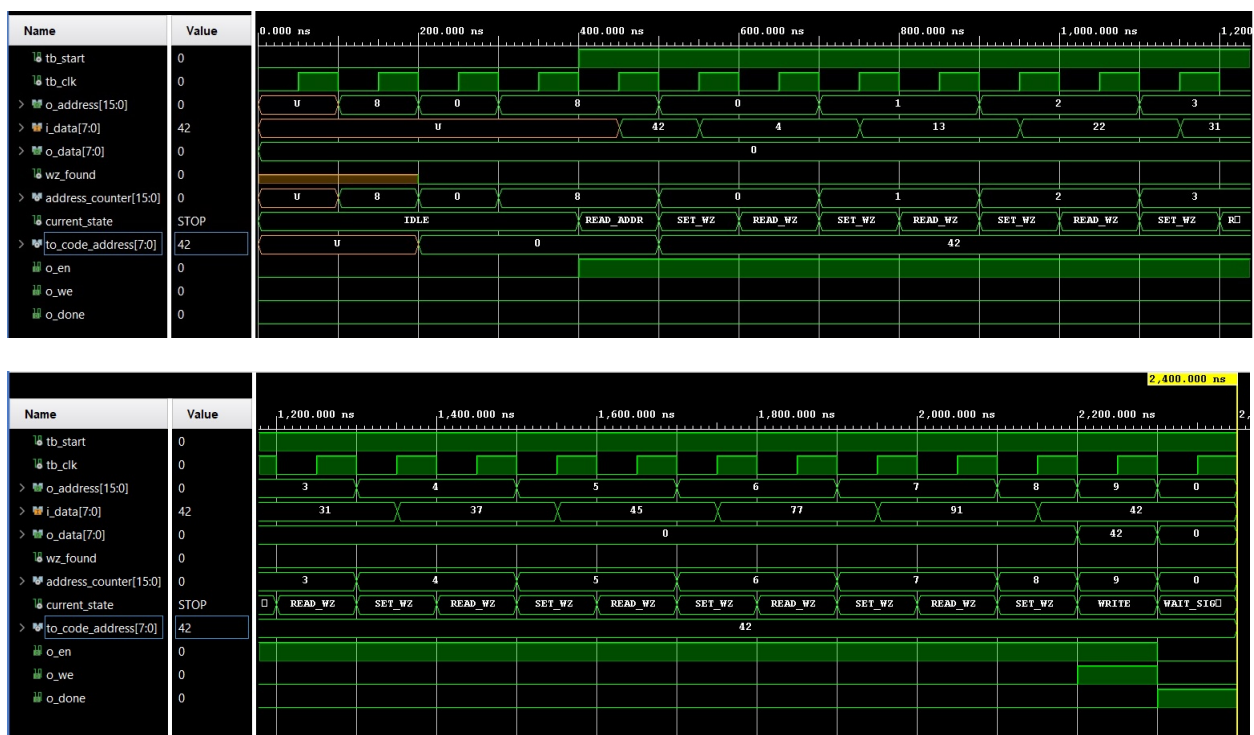 Name Value 0.000 ns 200.000 ns 400.000 ns 600.000 ns 800.000 ns 1,000.000 ns 1,200
tb_start 0
tb_clk 0
o_address[15:0] 0 U 8 0 8 0 1 2 3
i_data[7:0] 42 U 42 4 13 22 31
o_data[7:0] 0 0
wz_found 0
address_counter[15:0] 0 U 8 0 8 0 1 2 3
current_state STOP IDLE READ_ADDR SET_WZ READ_WZ SET_WZ READ_WZ SET_WZ READ_WZ SET_WZ R
to_code_address[7:0] 42 U 0 42
o_en 0
o_we 0
o_done 0
2,400.000 ns
Name Value 1,200.000 ns 1,400.000 ns 1,600.000 ns 1,800.000 ns 2,000.000 ns 2,200.000 ns 2,
tb_start 0
tb_clk 0
o_address[15:0] 0 3 4 5 6 7 8 9 0
i_data[7:0] 42 31 37 45 77 91 42
o_data[7:0] 0 0 42 0
wz_found 0
address_counter[15:0] 0 3 4 5 6 7 8 9 0
current_state STOP READ_WZ SET_WZ READ_WZ SET_WZ READ_WZ SET_WZ READ_WZ SET_WZ READ_WZ SET_WZ WRITE WAIT_SIG
to_code_address[7:0] 42 42
o_en 0
o_we 0
o_done 0